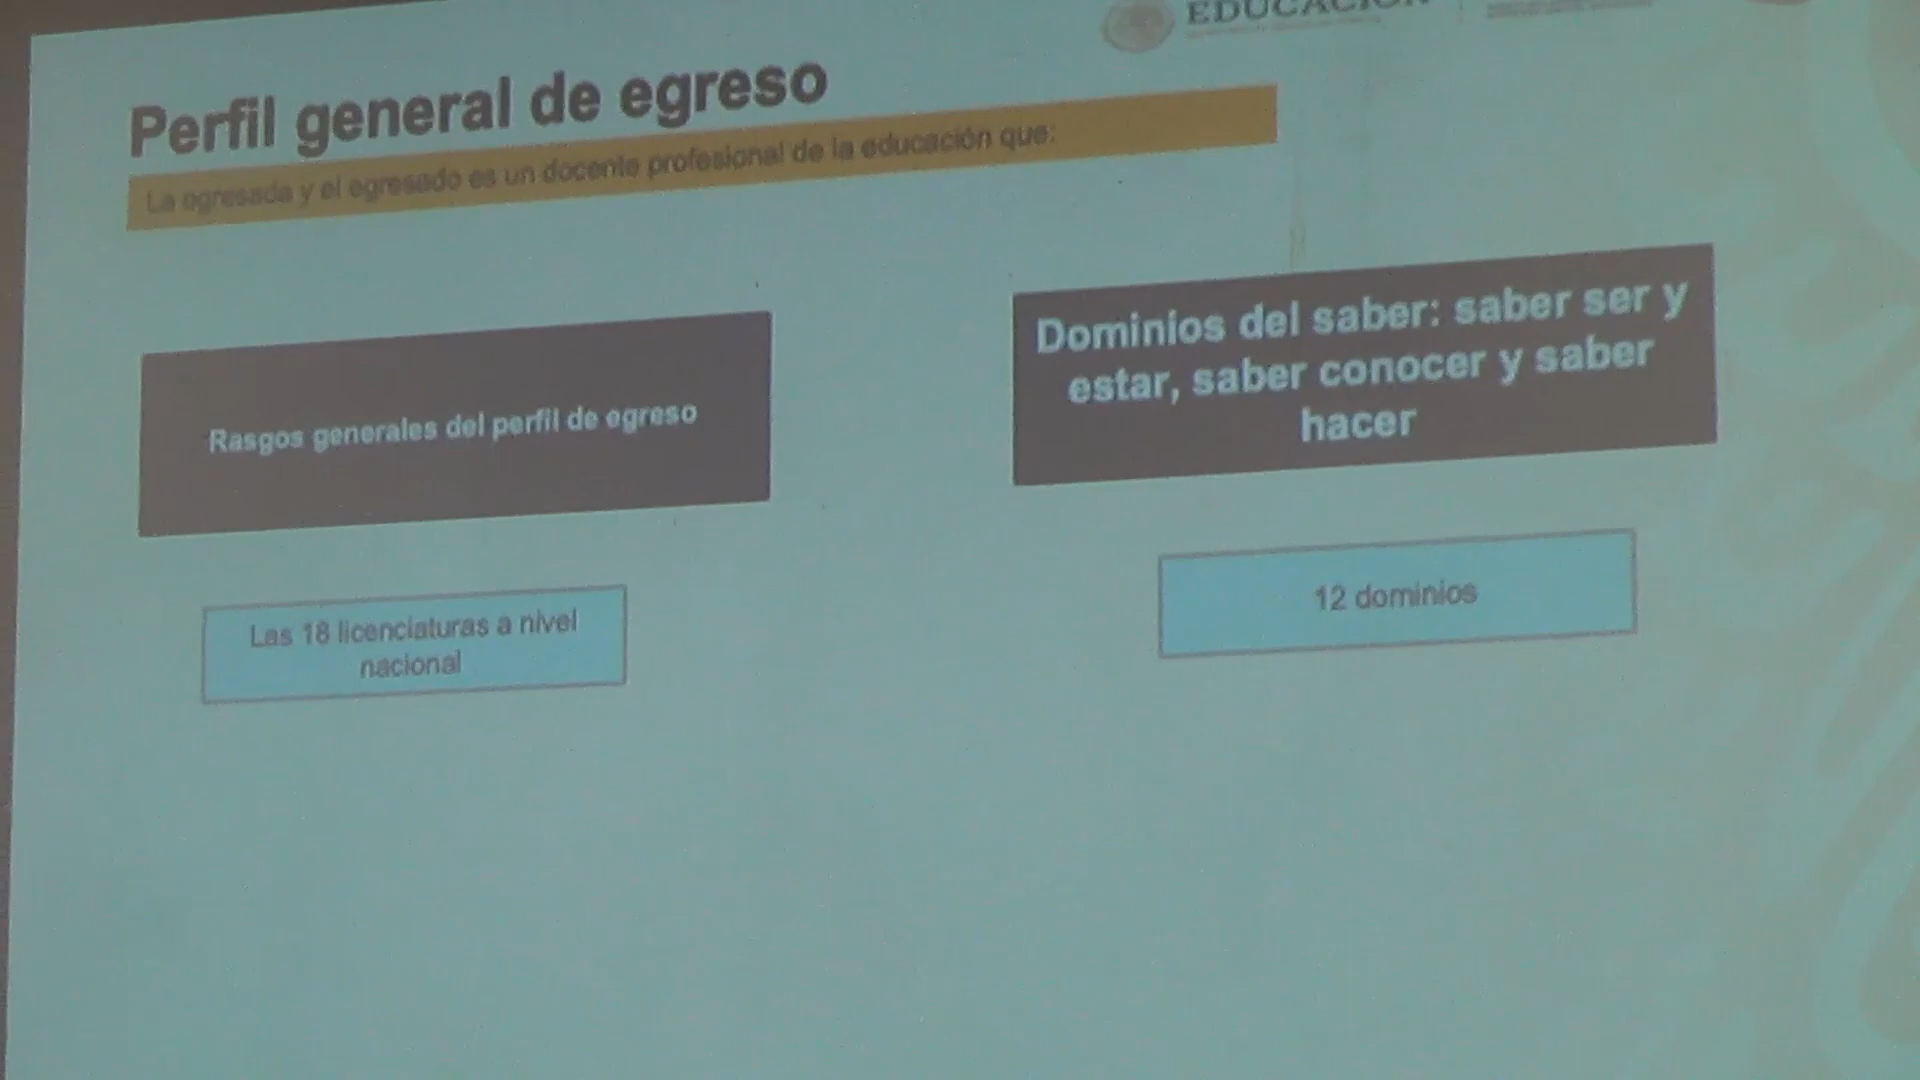 EDUCACIÓN
Perfil general de egreso
La egresada y el egresado es un docente profesional de la educación que:
Rasgos generales del perfil de egreso
Dominios del saber: saber ser y
estar, saber conocer y saber
hacer
Las 18 licenciaturas a nivel
nacional
12 dominios